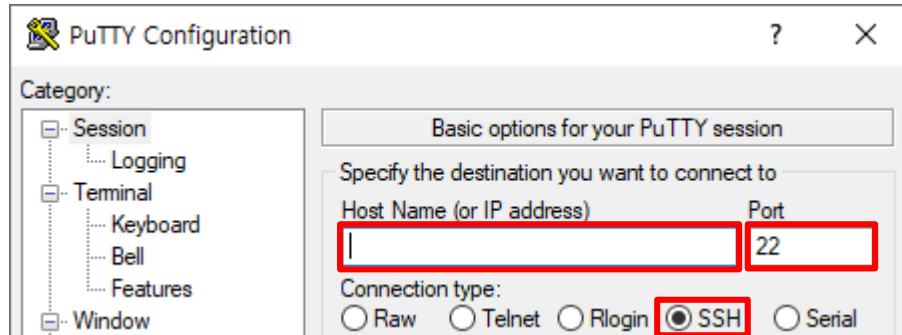 PuTTY Configuration
?
Category:
Session
Logging
Terminal
Keyboard
Bell
Features
Window
Basic options for your PuTTY session
Specify the destination you want to connect to
Host Name (or IP address)
Port
22
Connection type:
Raw Telnet Rlogin SSH Serial